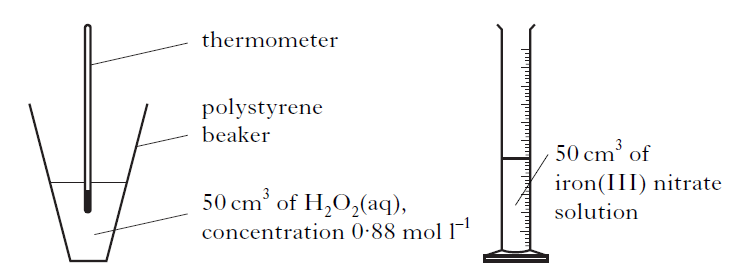 thermometer
polystyrene
beaker
50 cm³ of H₂O₂(aq),
concentration 0·88 mol l⁻¹
50 cm³ of
iron(III) nitrate
solution